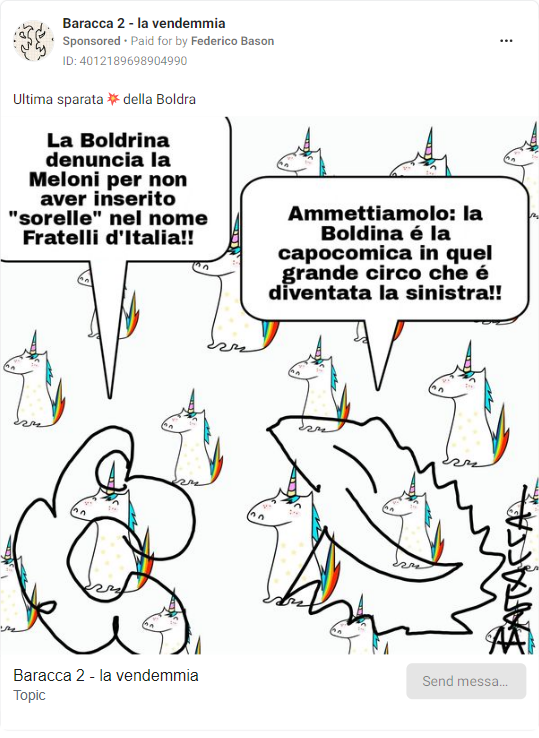 Baracca 2 - la vendemmia
Sponsored • Paid for by Federico Bason
ID: 4012189698904990
Ultima sparata💥 della Boldra
La Boldrina
denuncia la
Meloni per non
aver inserito
"sorelle" nel nome
Fratelli d'Italia!!
Ammettiamolo: la
Boldina é la
capocomica in quel
grande circo che é
diventata la sinistra!!
Baracca 2 - la vendemmia
Topic
Send messa...